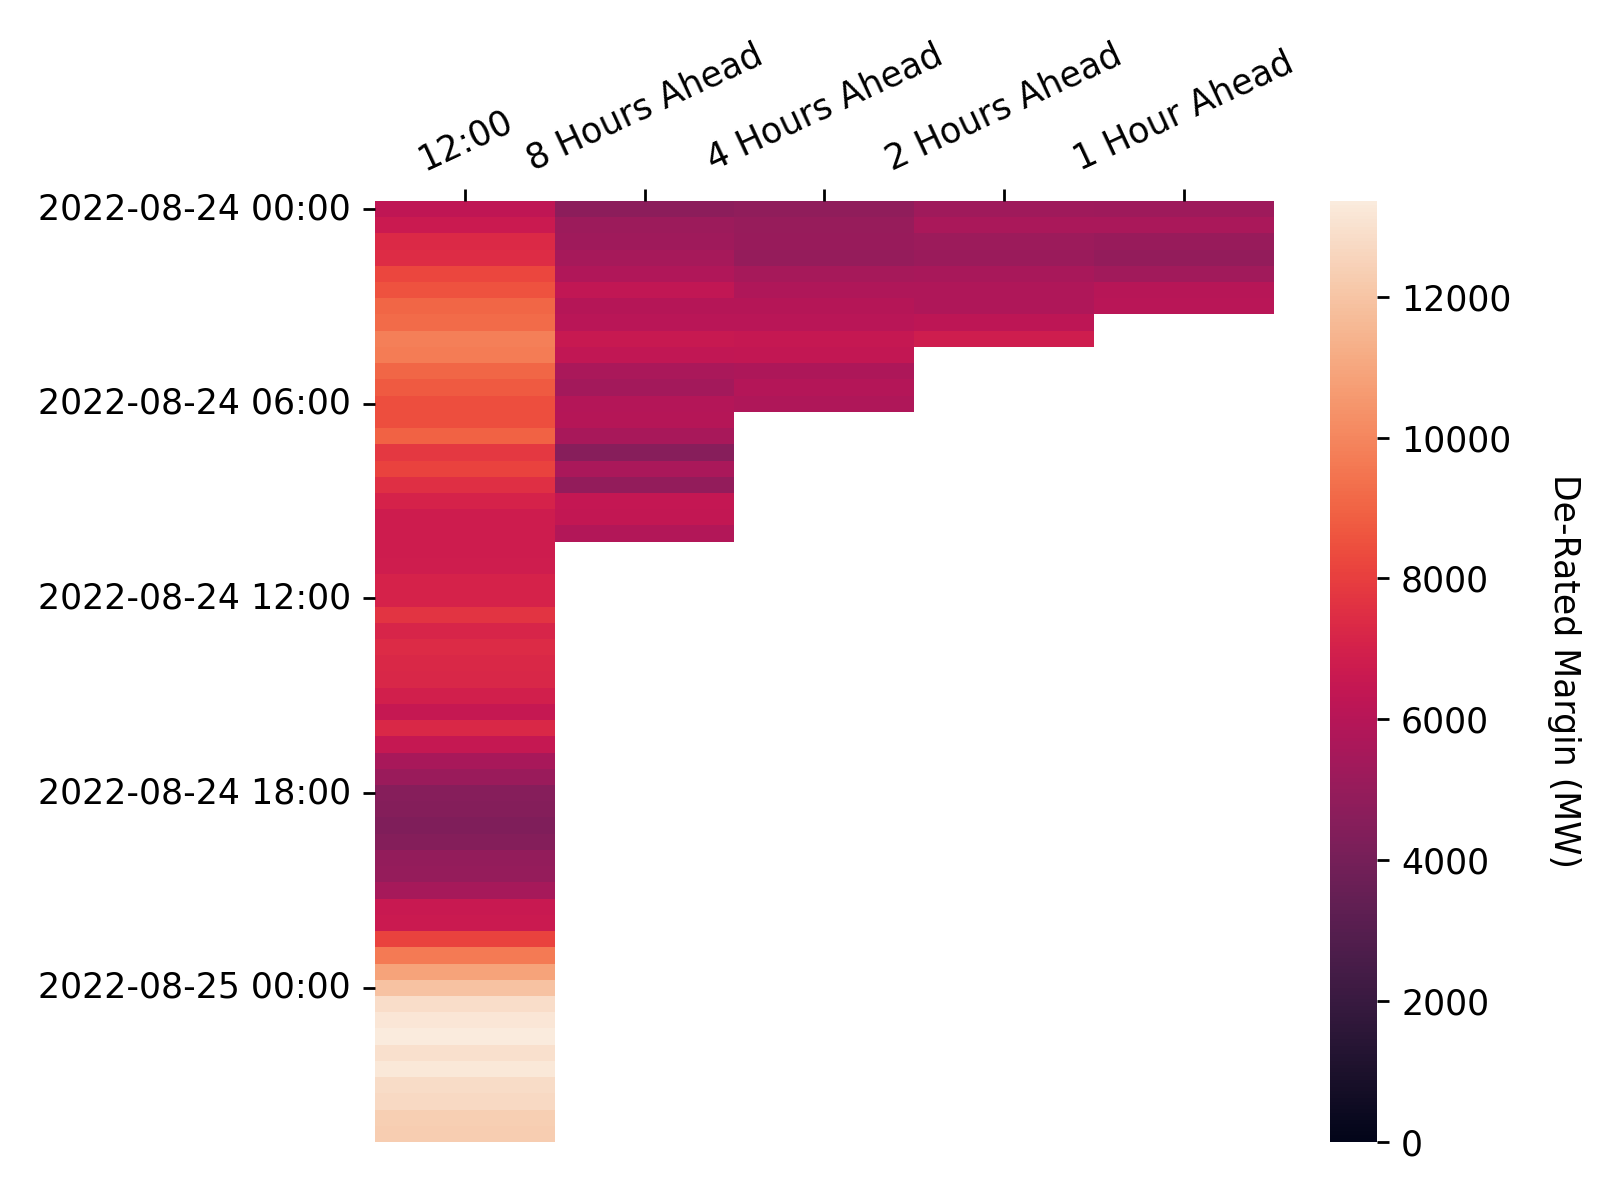 12:00
8 Hours Ahead
4 Hours Ahead
2 Hours Ahead
1 Hour Ahead
2022-08-24 00:00
2022-08-24 06:00
2022-08-24 12:00
2022-08-24 18:00
2022-08-25 00:00
12000
10000
8000
6000
4000
2000
0
De-Rated Margin (MW)